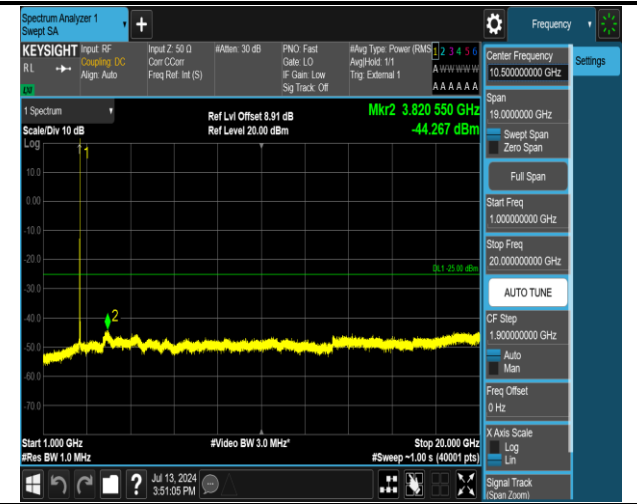 Spectrum Analyzer 1
Swept SA
Frequency
KEYSIGHT Input: RF Input Z: 50 Ω #Atten: 30 dB PNO: Fast #Avg Type: Power (RMS 1 2 3 4 5 6
RL Coupling: DC Corr CCorr Gate: LO Avg|Hold: 1/1 A W W W W W
Align: Auto Freq Ref: Int (S) IF Gain: Low Trig: External 1
Sig Track: Off A A A A A A
1 Spectrum
Ref Lvl Offset 8.91 dB Mkr2 3.820 550 GHz
Scale/Div 10 dB Ref Level 20.00 dBm -44.267 dBm
Log
1
10.0
0.00
-10.0
-20.0
DL1 -25.00 dBm
-30.0
-40.0
2
-50.0
-60.0
-70.0
Start 1.000 GHz #Video BW 3.0 MHz* Stop 20.000 GHz
#Res BW 1.0 MHz #Sweep ~1.00 s (40001 pts)
Jul 13, 2024
3:51:05 PM
?
Center Frequency
10.500000000 GHz
Settings
Span
19.0000000 GHz
Swept Span
Zero Span
Full Span
Start Freq
1.000000000 GHz
Stop Freq
20.000000000 GHz
AUTO TUNE
CF Step
1.900000000 GHz
Auto
Man
Freq Offset
0 Hz
X Axis Scale
Log
Lin
Signal Track
(Span Zoom)